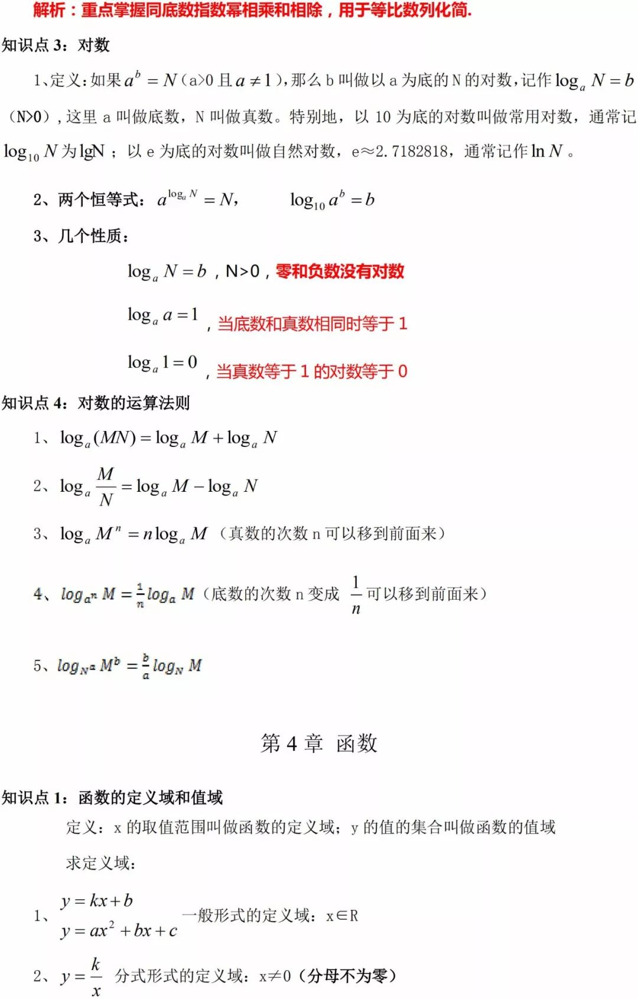 解析：重点掌握同底数指数幂相乘和相除，用于等比数列化简.
知识点 3：对数
1、定义：如果 a^b = N（a>0 且 a ≠ 1），那么 b 叫做以 a 为底的 N 的对数，记作 log_a N = b
（N>0），这里 a 叫做底数，N 叫做真数。特别地，以 10 为底的对数叫做常用对数，通常记
log_10 N 为 lgN；以 e 为底的对数叫做自然对数，e≈2.7182818，通常记作 ln N。
2、两个恒等式：a^{log_a N} = N, log_10 a^b = b
3、几个性质：
log_a N = b，N>0，零和负数没有对数
log_a a = 1，当底数和真数相同时等于 1
log_a 1 = 0，当真数等于 1 的对数等于 0
知识点 4：对数的运算法则
1、log_a (MN) = log_a M + log_a N
2、log_a M/N = log_a M − log_a N
3、log_a M^n = n log_a M（真数的次数 n 可以移到前面来）
4、log_{a^n} M = 1/n log_a M（底数的次数 n 变成 1/n 可以移到前面来）
5、log_{N^a} M^b = b/a log_N M
第 4 章 函数
知识点 1：函数的定义域和值域
定义：x 的取值范围叫做函数的定义域；y 的值的集合叫做函数的值域
求定义域：
1、y = kx + b
y = ax^2 + bx + c 一般形式的定义域：x∈R
2、y = k/x 分式形式的定义域：x≠0（分母不为零）